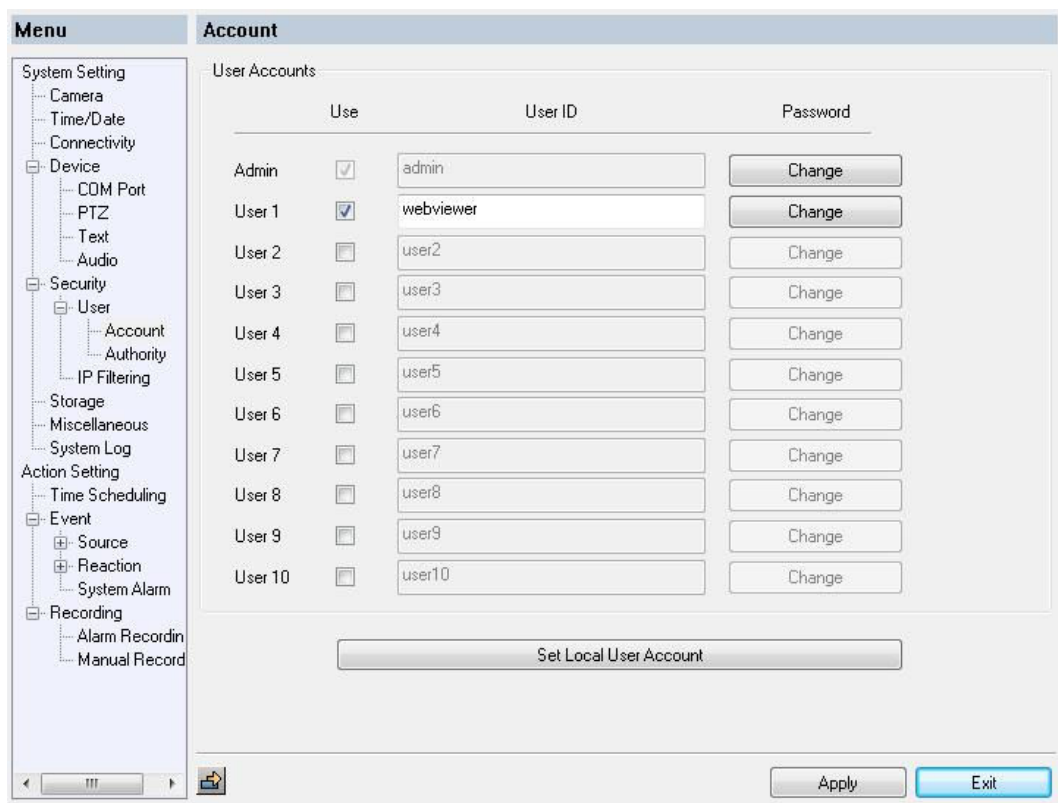 Menu
System Setting
Camera
Time/Date
Connectivity
Device
COM Port
PTZ
Text
Audio
Security
User
Account
Authority
IP Filtering
Storage
Miscellaneous
System Log
Action Setting
Time Scheduling
Event
Source
Reaction
System Alarm
Recording
Alarm Recordin
Manual Record
Account
User Accounts
Use User ID Password
Admin admin Change
User 1 webviewer Change
User 2 user2 Change
User 3 user3 Change
User 4 user4 Change
User 5 user5 Change
User 6 user6 Change
User 7 user7 Change
User 8 user8 Change
User 9 user9 Change
User 10 user10 Change
Set Local User Account
Apply Exit